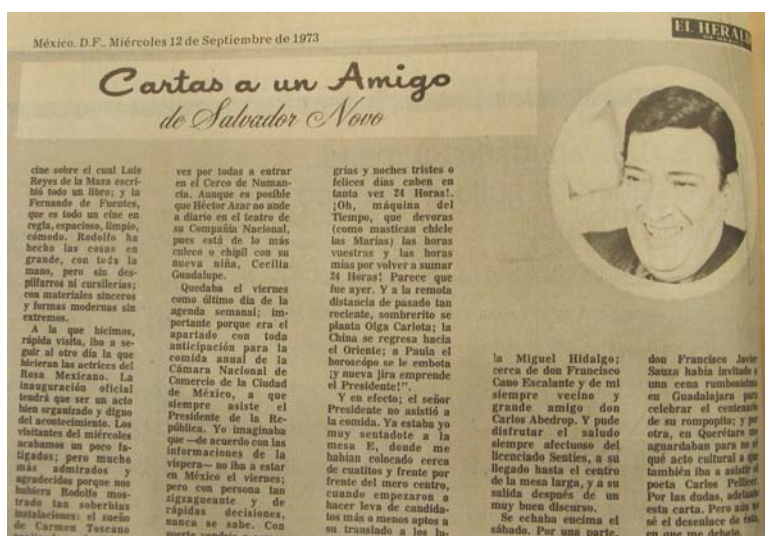 México, D.F., Miércoles 12 de Septiembre de 1973
EL HERAL
Cartas a un Amigo
de Salvador Novo
cine sobre el cual Luis
Reyes de la Maza escri-
bió todo un libro; y la
Fernando de Fuentes,
que es todo un cine en
regla, espacioso, limpio,
cómodo. Rodolfo ha
hecho las cosas en
grande, con toda la
mano, pero sin des-
pilfarros ni cursilerías;
con materiales sinceros
y formas modernas sin
extremos.
A la que hicimos,
rápida visita, iba a se-
guir al otro día la que
hicieran las actrices del
Rosa Mexicano. La
inauguración oficial
tendrá que ser un acto
bien organizado y digno
del acontecimiento. Los
visitantes del miércoles
acabamos un poco fa-
tigados; pero mucho
más admirados y
agradecidos porque nos
hubiera Rodolfo mos-
trado tan soberbias
instalaciones: el sueño
de Carmen Toscano
vez por todas a entrar
en el Cerco de Numan-
cia. Aunque es posible
que Héctor Azar no ande
a diario en el teatro de
su Compañía Nacional,
pues está de lo más
culeco o chipil con su
nueva niña, Cecilia
Guadalupe.
Quedaba el viernes
como último día de la
agenda semanal; im-
portante porque era el
apartado con toda
anticipación para la
comida anual de la
Cámara Nacional de
Comercio de la Ciudad
de México, a que
siempre asiste el
Presidente de la Re-
pública. Yo imaginaba
que —de acuerdo con las
informaciones de la
víspera— no iba a estar
en México el viernes;
pero con persona tan
zigzagueante y de
rápidas decisiones,
nunca se sabe. Con
grías y noches tristes o
felices días caben en
tanta vez 24 Horas!.
¡Oh, máquina del
Tiempo, que devoras
(como mastican chicle
las Marías) las horas
vuestras y las horas
mías por volver a sumar
24 Horas! Parece que
fue ayer. Y a la remota
distancia de pasado tan
reciente, sombrerito se
planta Olga Carlota; la
China se regresa hacia
el Oriente; a Paula el
horóscopo se le embota
¡y nueva jira emprende
el Presidente!".
Y en efecto; el señor
Presidente no asistió a
la comida. Ya estaba yo
muy sentadote a la
mesa E, donde me
habían colocado cerca
de cuatitos y frente por
frente del mero centro,
cuando empezaron a
hacer leva de candida-
tos más o menos aptos a
su translado a los lu-
la Miguel Hidalgo;
cerca de don Francisco
Cano Escalante y de mi
siempre vecino y
grande amigo don
Carlos Abedrop. Y pude
disfrutar el saludo
siempre afectuoso del
licenciado Senties, a su
llegado hasta el centro
de la mesa larga, y a su
salida después de un
muy buen discurso.
Se echaba encima el
sábado. Por una parte,
don Francisco Javier
Sauza había invitado a
una cena rumbosísima
en Guadalajara para
celebrar el centenario
de su rompopito; y por
otra, en Querétaro me
aguardaban para no sé
qué acto cultural a que
también iba a asistir el
poeta Carlos Pellicer.
Por las dudas, adelanto
esta carta. Pero aún no
sé el desenlace de ésta,
en que me debato.